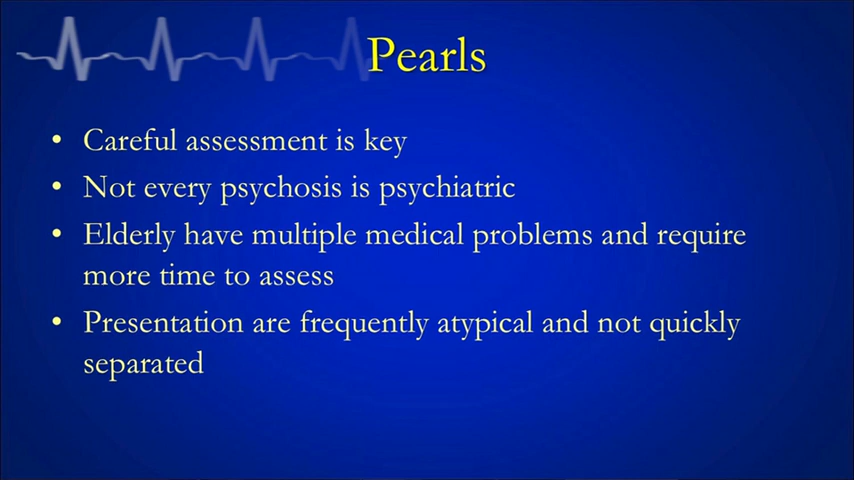 Pearls
• Careful assessment is key
• Not every psychosis is psychiatric
• Elderly have multiple medical problems and require
more time to assess
• Presentation are frequently atypical and not quickly
separated